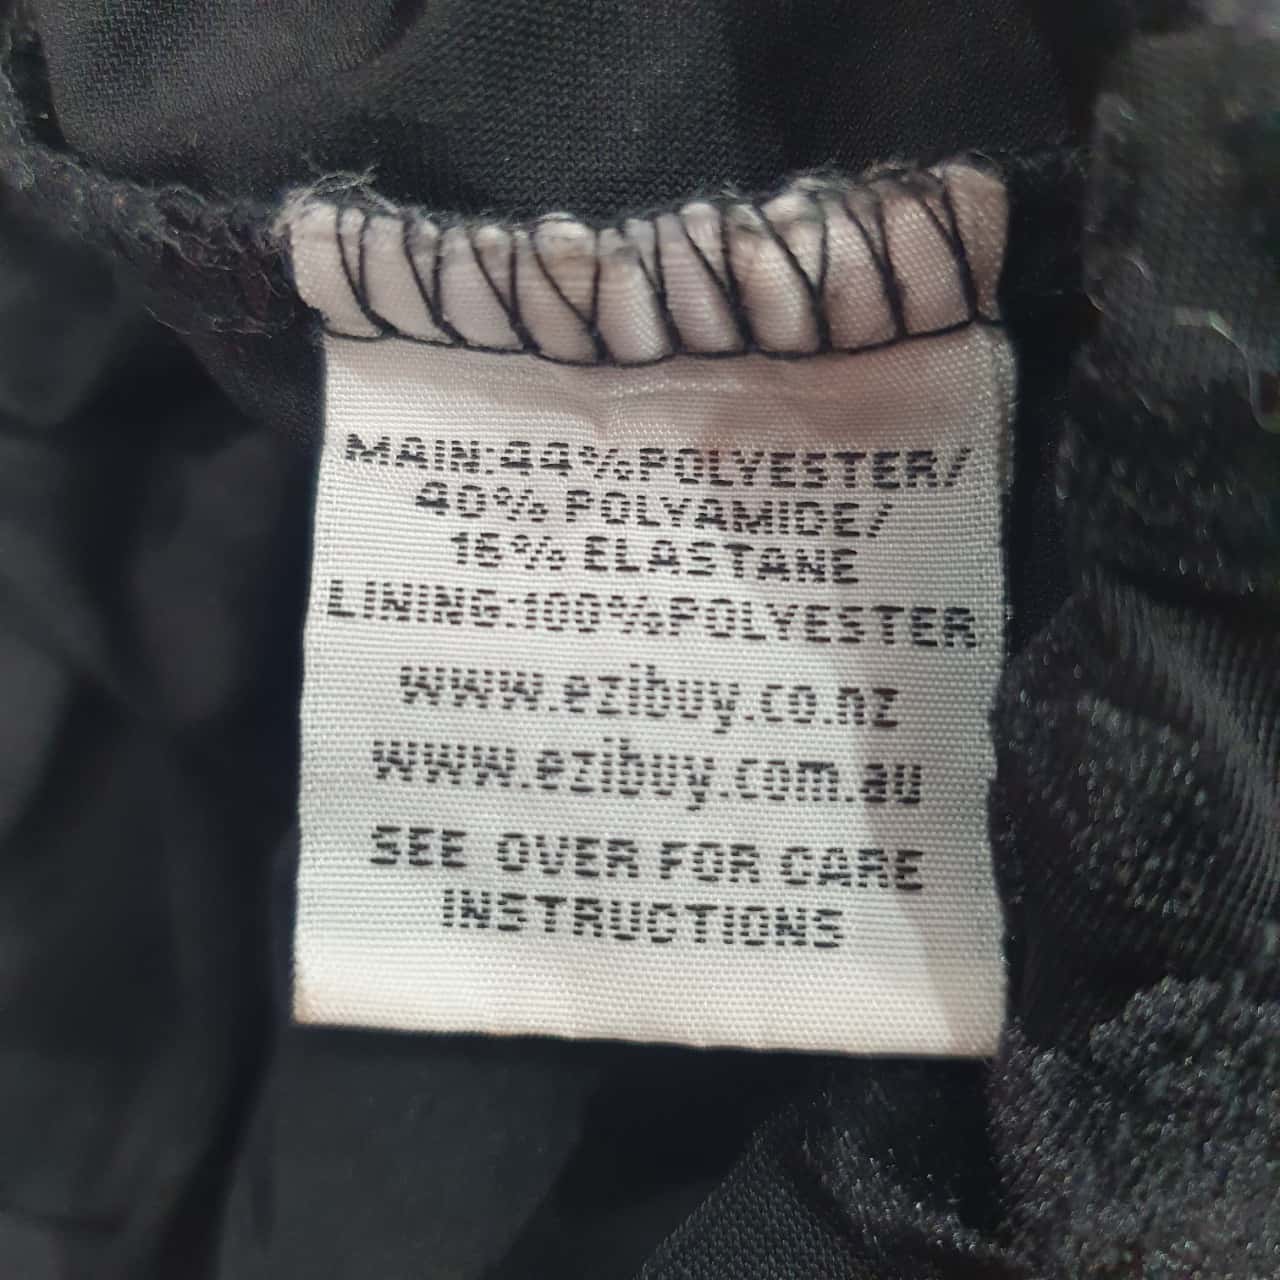 MAIN:44%POLYESTER/
40% POLYAMIDE/
16% ELASTANE
LINING:100%POLYESTER
www.ezibuy.co.nz
www.ezibuy.com.au
SEE OVER FOR CARE
INSTRUCTIONS